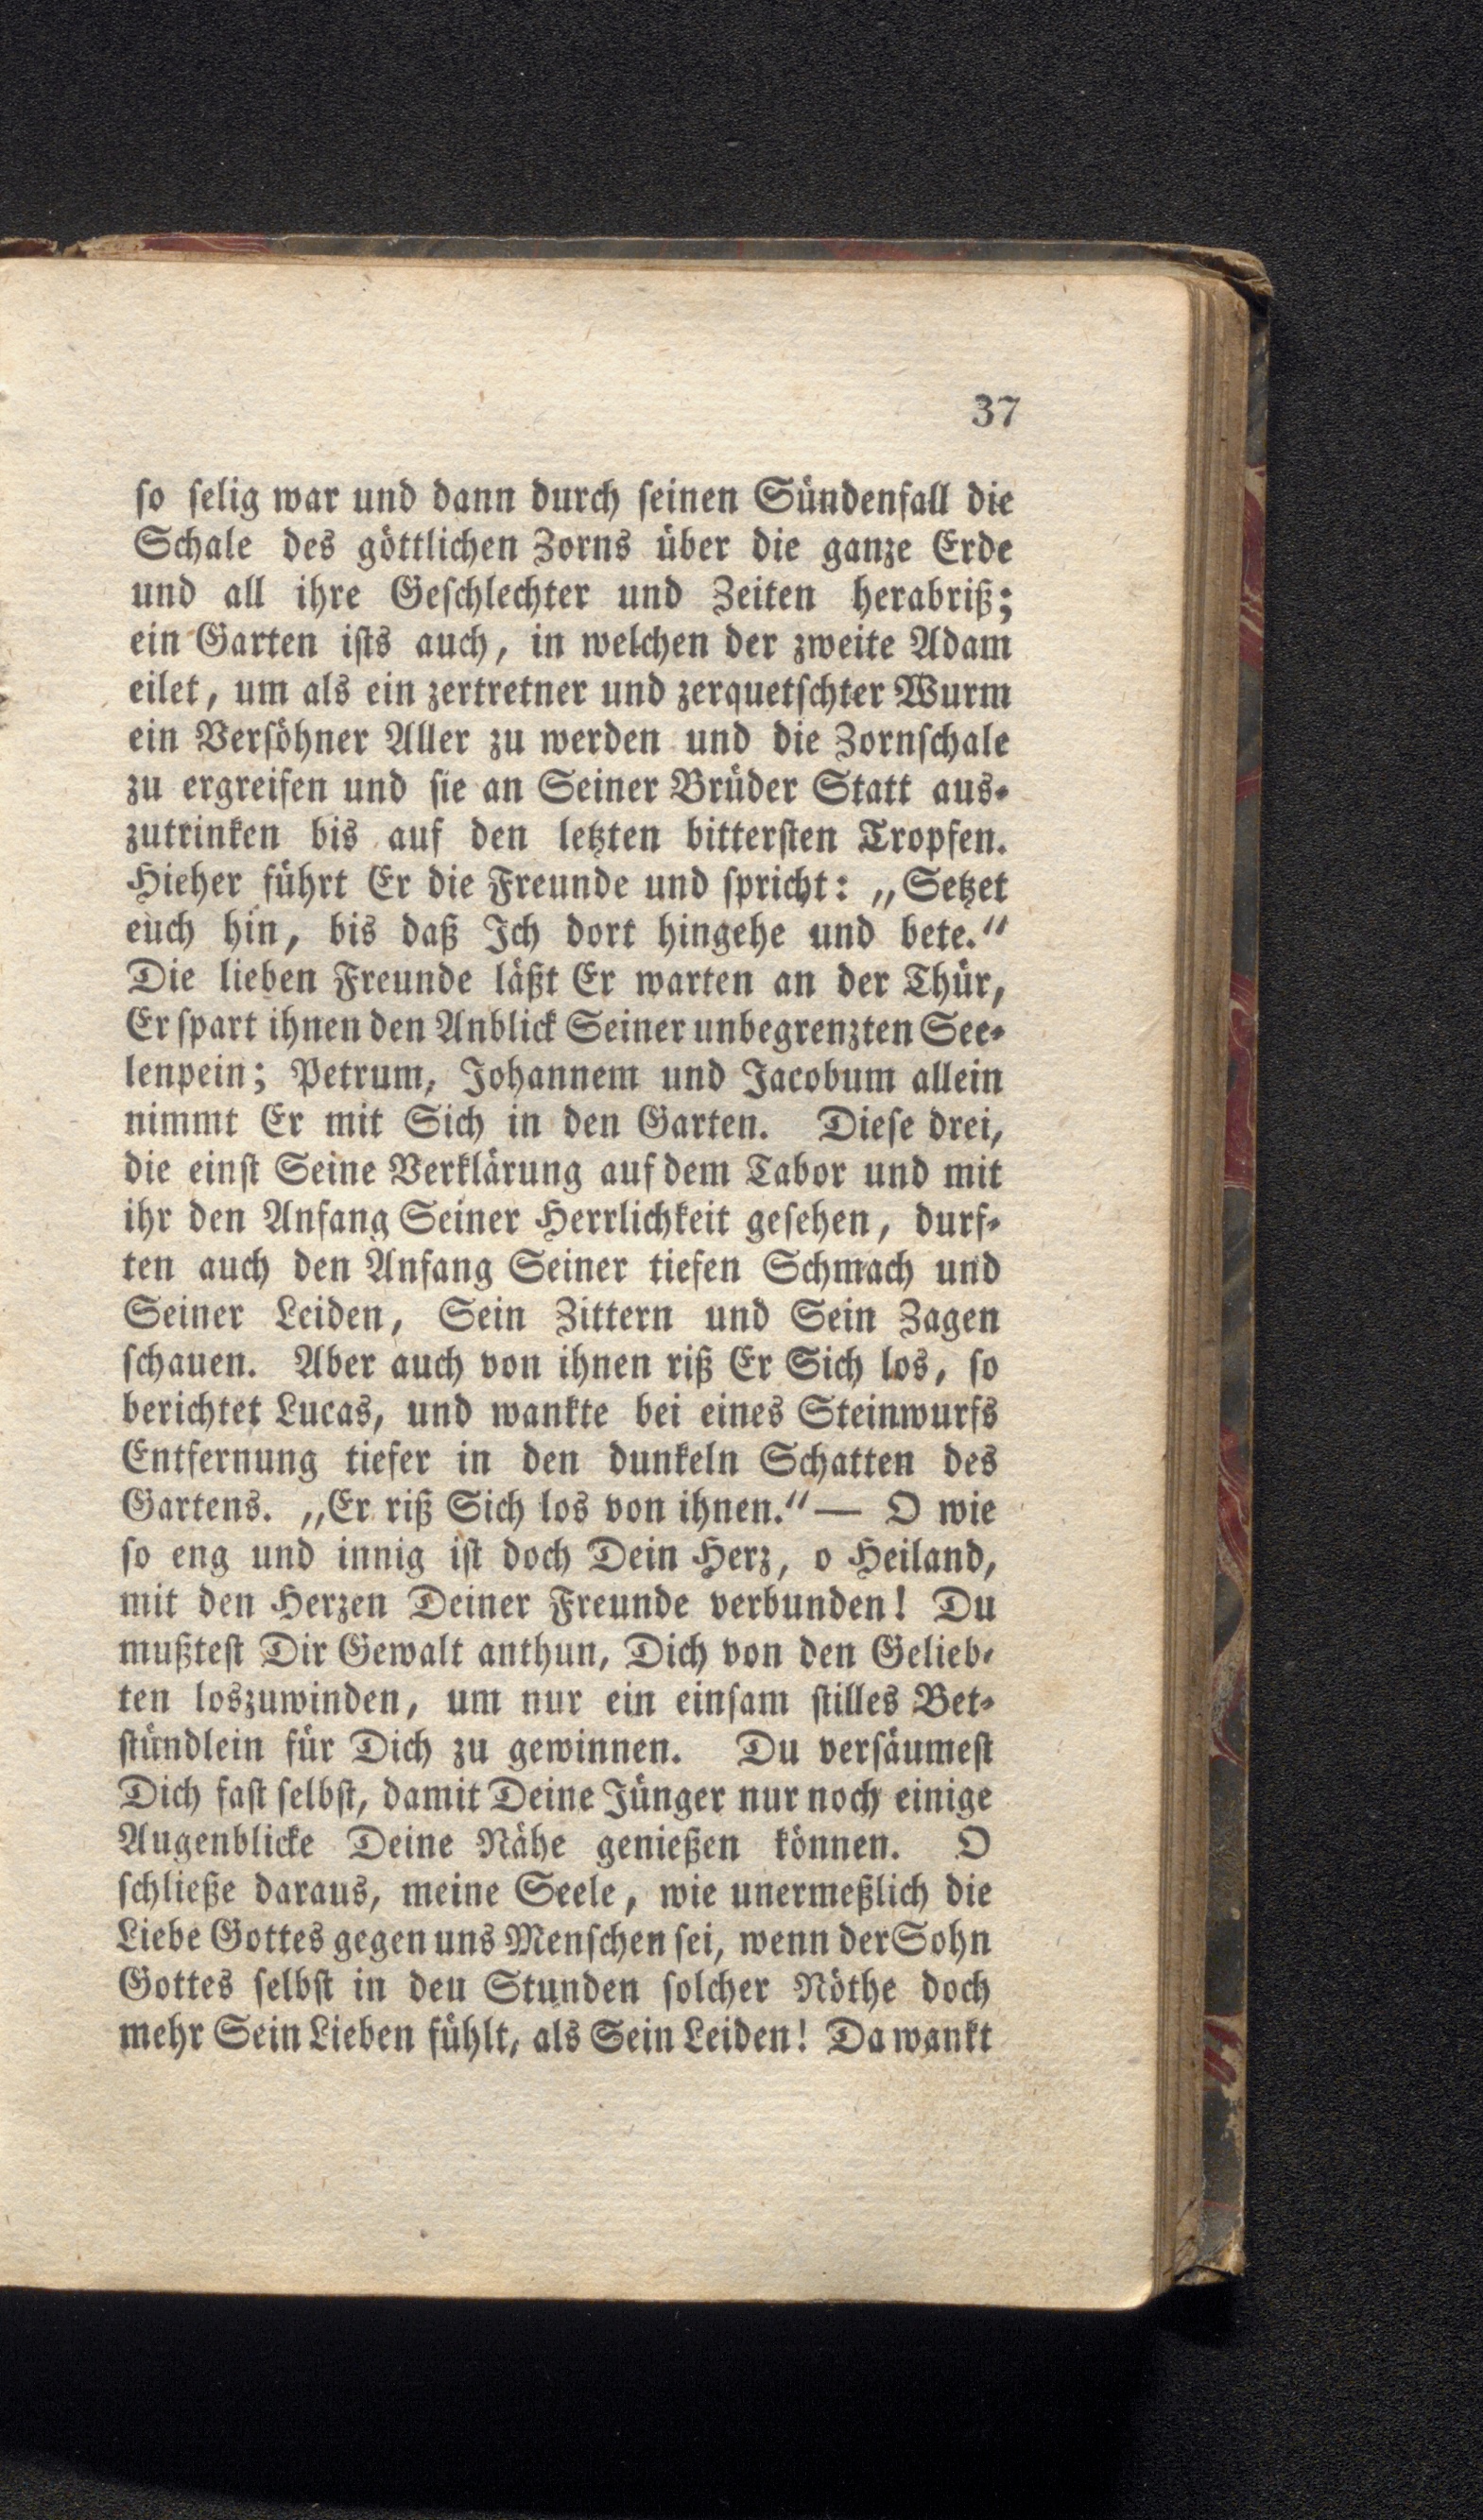 37
so selig war und dann durch seinen Sündenfall die
Schale des göttlichen Zorns über die ganze Erde
und all ihre Geschlechter und Zeiten herabriß;
ein Garten ists auch, in welchen der zweite Adam
eilet, um als ein zertretner und zerquetschter Wurm
ein Versöhner Aller zu werden und die Zornschale
zu ergreifen und sie an Seiner Brüder Statt aus-
zutrinken bis auf den letzten bittersten Tropfen.
Hieher führt Er die Freunde und spricht: „Setzet
euch hin, bis daß Ich dort hingehe und bete.“
Die lieben Freunde läßt Er warten an der Thür,
Er spart ihnen den Anblick Seiner unbegrenzten See-
lenpein; Petrum, Johannem und Jacobum allein
nimmt Er mit Sich in den Garten. Diese drei,
die einst Seine Verklärung auf dem Tabor und mit
ihr den Anfang Seiner Herrlichkeit gesehen, durf-
ten auch den Anfang Seiner tiefen Schmach und
Seiner Leiden, Sein Zittern und Sein Zagen
schauen. Aber auch von ihnen riß Er Sich los, so
berichtet Lucas, und wankte bei eines Steinwurfs
Entfernung tiefer in den dunkeln Schatten des
Gartens. „Er riß Sich los von ihnen.“ — O wie
so eng und innig ist doch Dein Herz, o Heiland,
mit den Herzen Deiner Freunde verbunden! Du
mußtest Dir Gewalt anthun, Dich von den Gelieb-
ten loszuwinden, um nur ein einsam stilles Bet-
stündlein für Dich zu gewinnen. Du versäumest
Dich fast selbst, damit Deine Jünger nur noch einige
Augenblicke Deine Nähe genießen können. O
schließe daraus, meine Seele, wie unermeßlich die
Liebe Gottes gegen uns Menschen sei, wenn der Sohn
Gottes selbst in deu Stunden solcher Nöthe doch
mehr Sein Lieben fühlt, als Sein Leiden! Da wankt